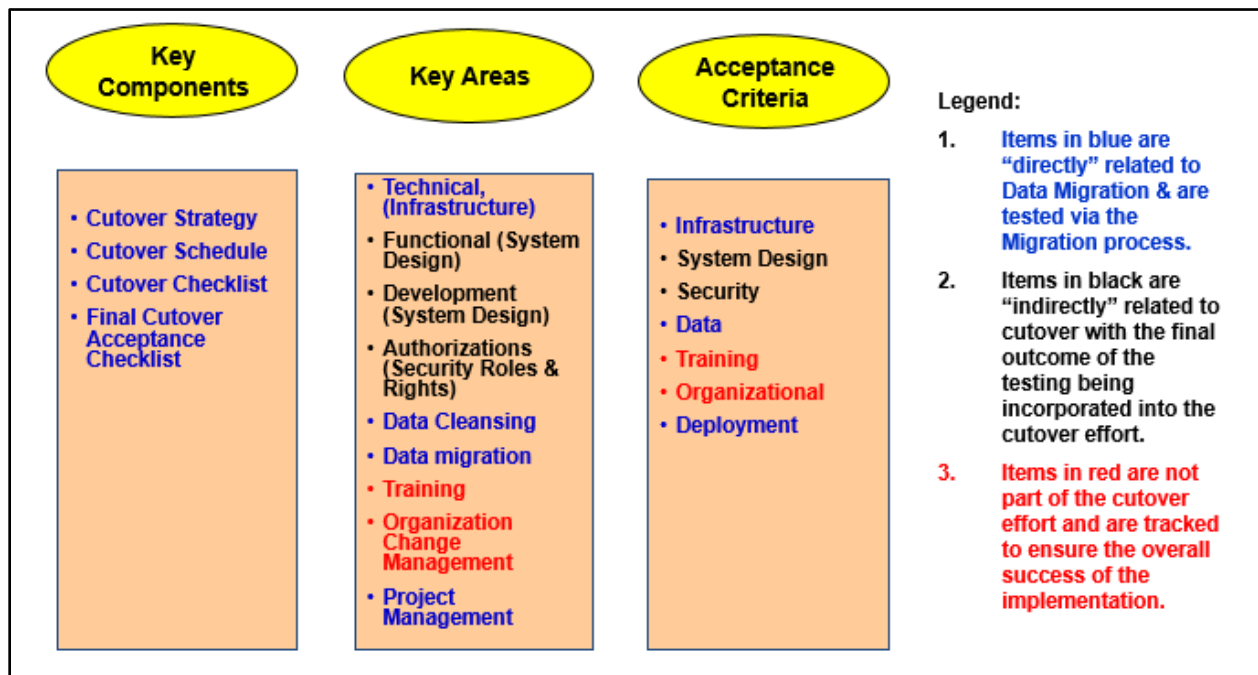 Key
Components
• Cutover Strategy
• Cutover Schedule
• Cutover Checklist
• Final Cutover
Acceptance
Checklist
Key Areas
• Technical,
(Infrastructure)
• Functional (System
Design)
• Development
(System Design)
• Authorizations
(Security Roles &
Rights)
• Data Cleansing
• Data migration
• Training
• Organization
Change
Management
• Project
Management
Acceptance
Criteria
• Infrastructure
• System Design
• Security
• Data
• Training
• Organizational
• Deployment
Legend:
1. Items in blue are
“directly” related to
Data Migration & are
tested via the
Migration process.
2. Items in black are
“indirectly” related to
cutover with the final
outcome of the
testing being
incorporated into the
cutover effort.
3. Items in red are not
part of the cutover
effort and are tracked
to ensure the overall
success of the
implementation.